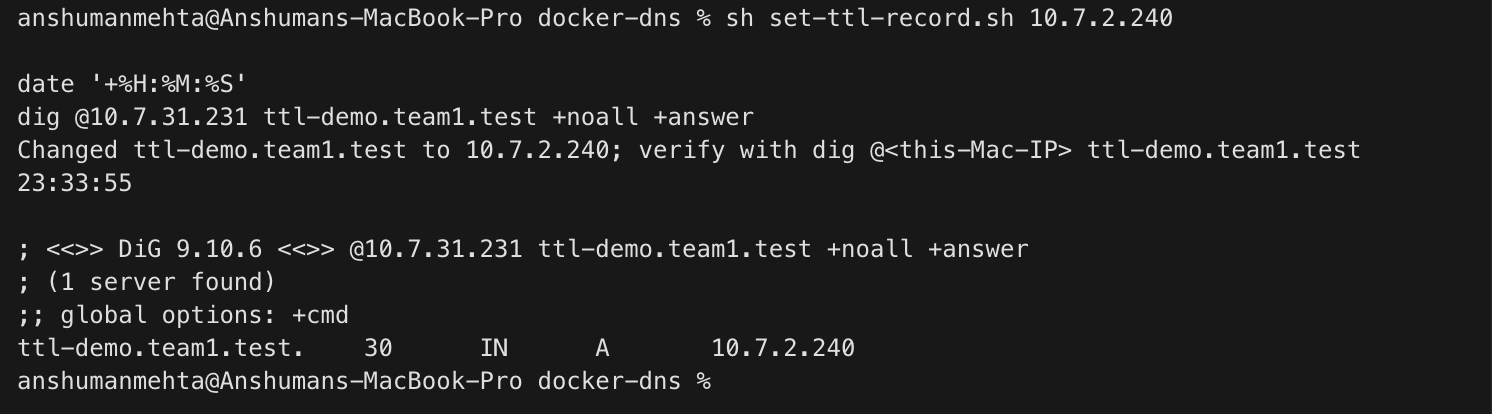 anshumanmehta@Anshumans-MacBook-Pro docker-dns % sh set-ttl-record.sh 10.7.2.240
date '+%H:%M:%S'
dig @10.7.31.231 ttl-demo.team1.test +noall +answer
Changed ttl-demo.team1.test to 10.7.2.240; verify with dig @<this-Mac-IP> ttl-demo.team1.test
23:33:55
; <<>> DiG 9.10.6 <<>> @10.7.31.231 ttl-demo.team1.test +noall +answer
; (1 server found)
;; global options: +cmd
ttl-demo.team1.test. 30 IN A 10.7.2.240
anshumanmehta@Anshumans-MacBook-Pro docker-dns %